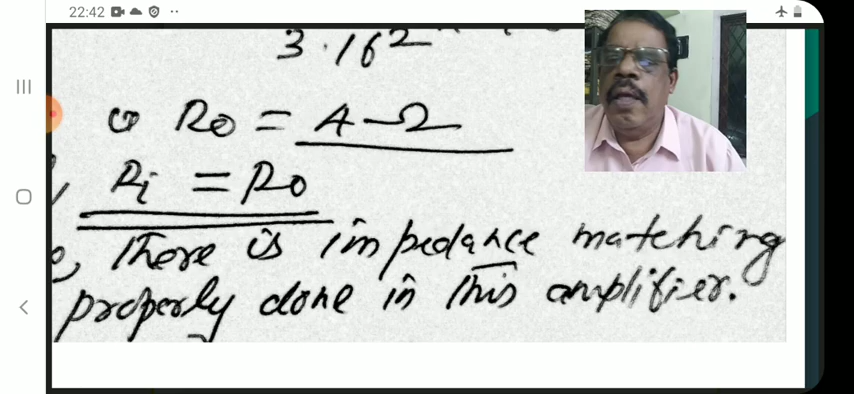 22:42
3.162
Ro = 4 Ω
Ri = Ro
there is impedance matching
properly done in this amplifier.